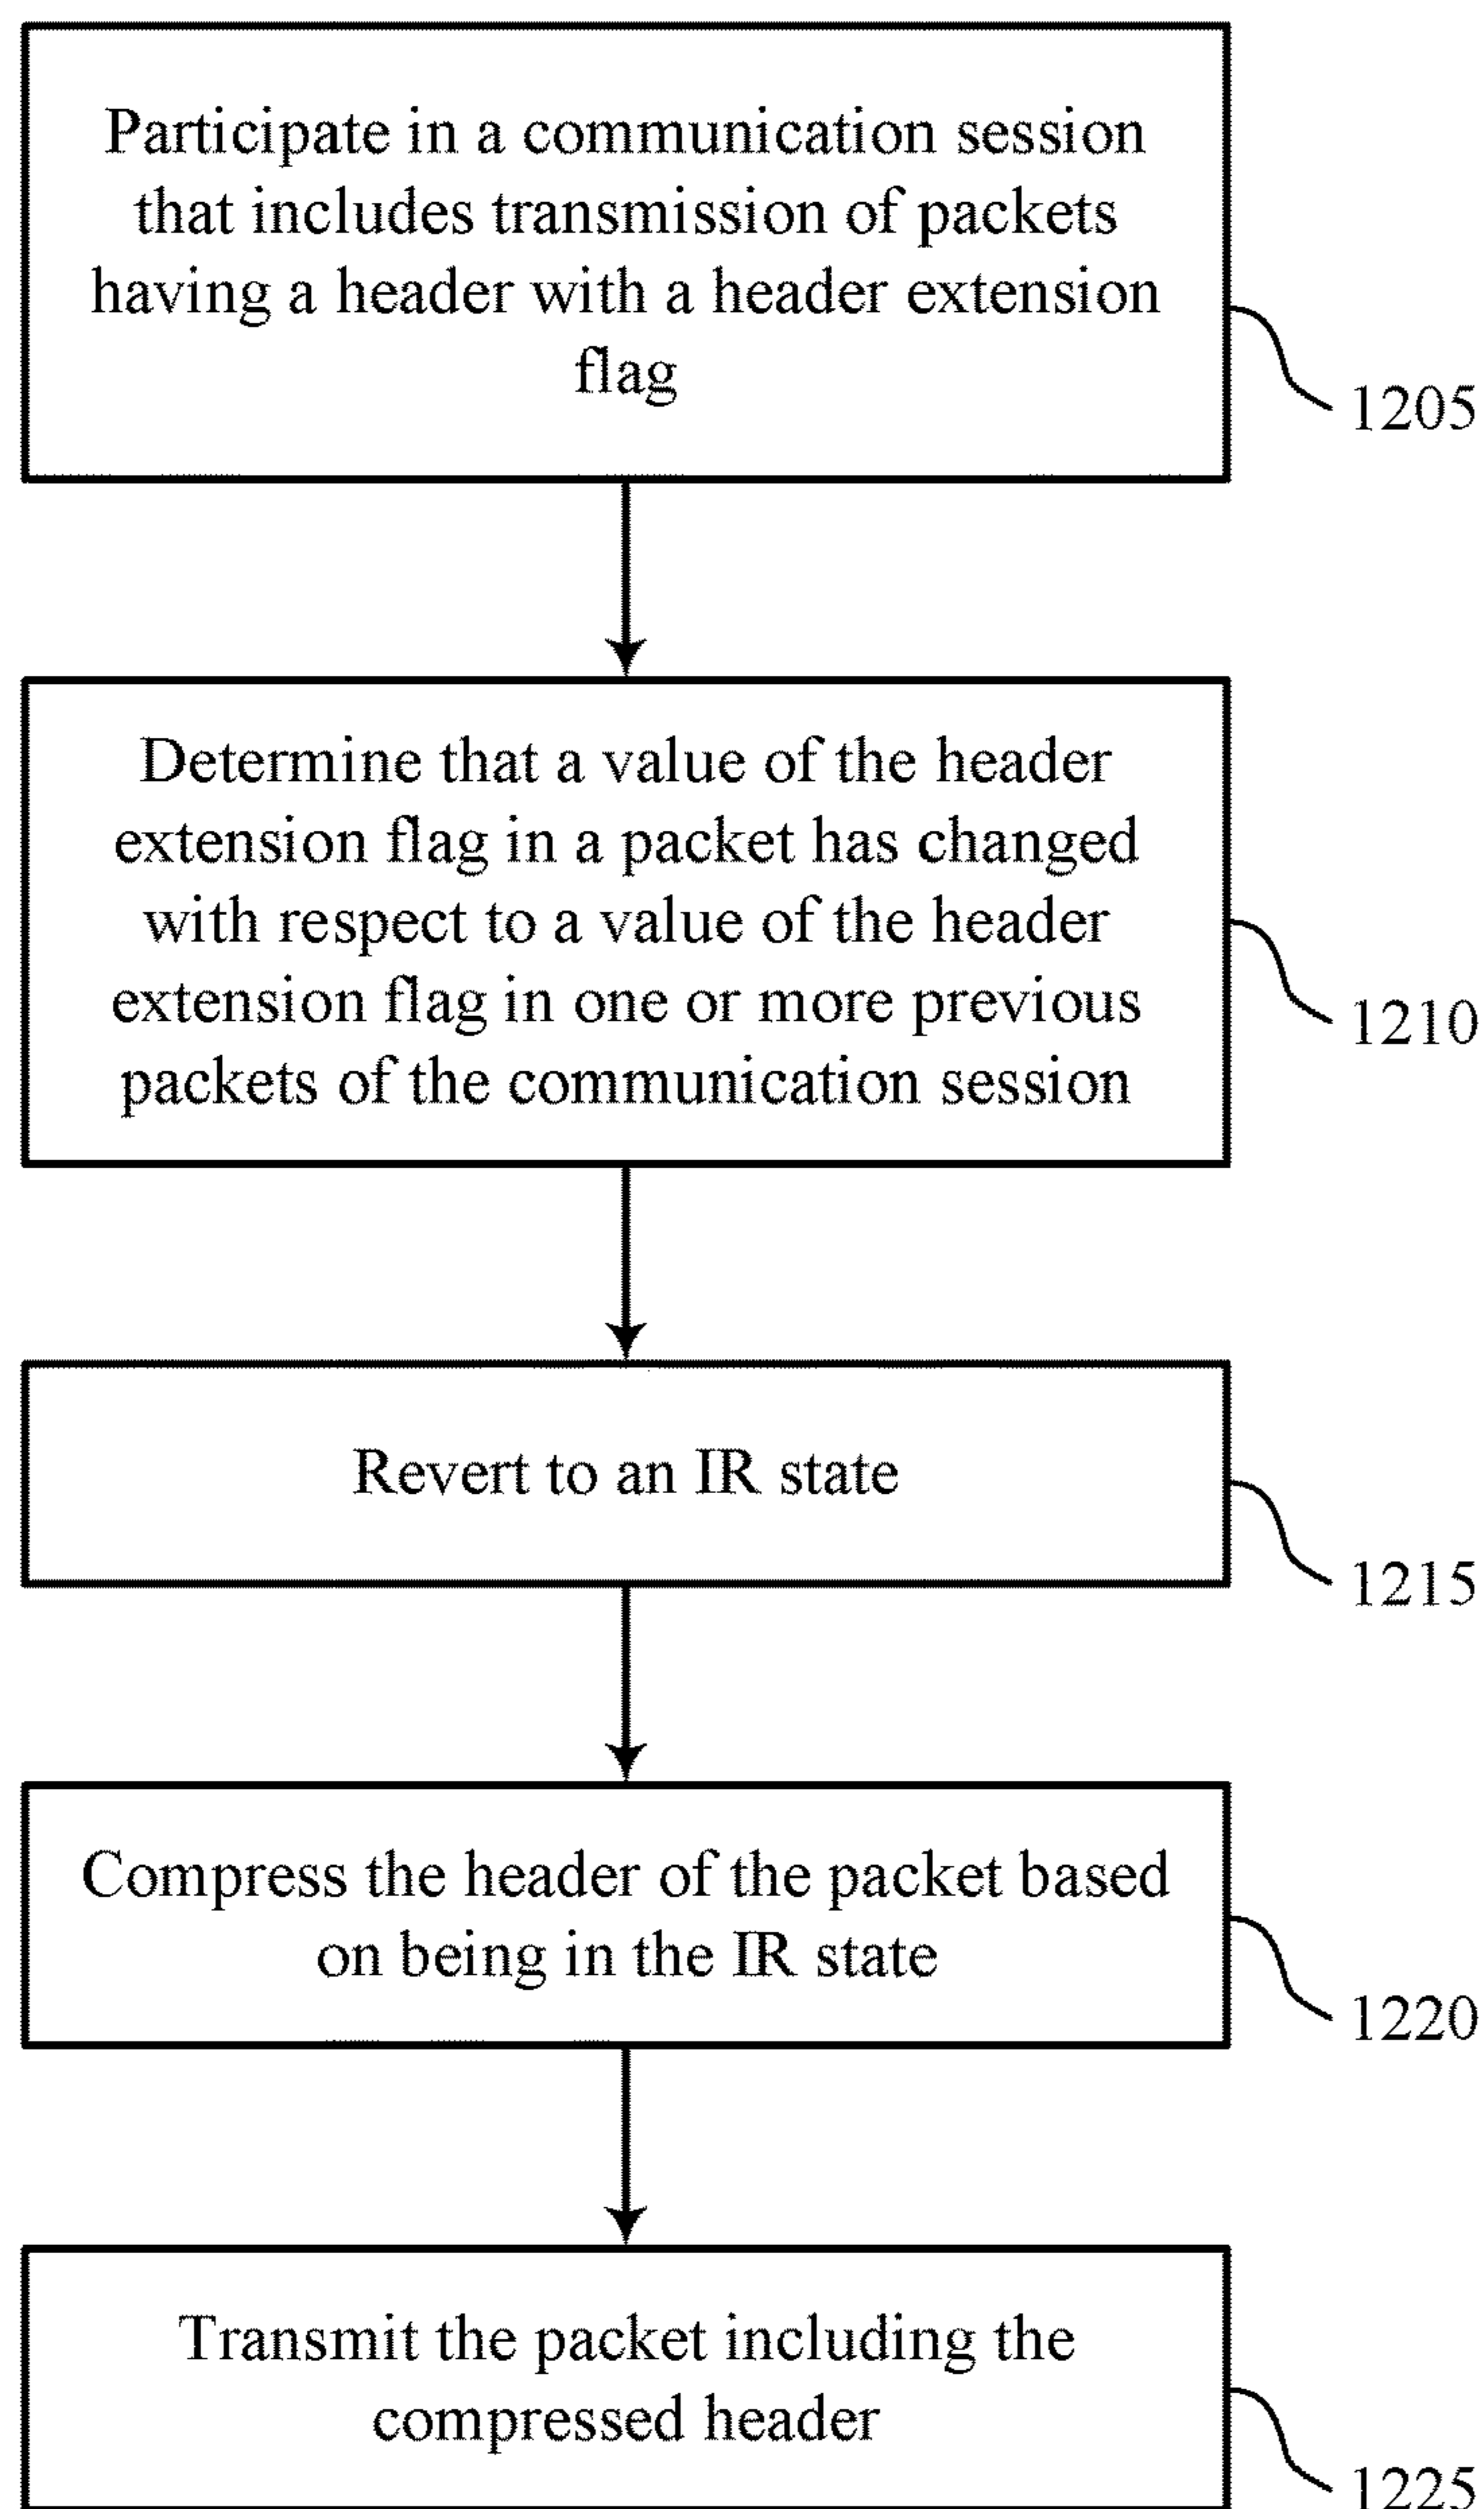 Participate in a communication session
that includes transmission of packets
having a header with a header extension
flag
1205
Determine that a value of the header
extension flag in a packet has changed
with respect to a value of the header
extension flag in one or more previous
packets of the communication session
1210
Revert to an IR state
1215
Compress the header of the packet based
on being in the IR state
1220
Transmit the packet including the
compressed header
1225